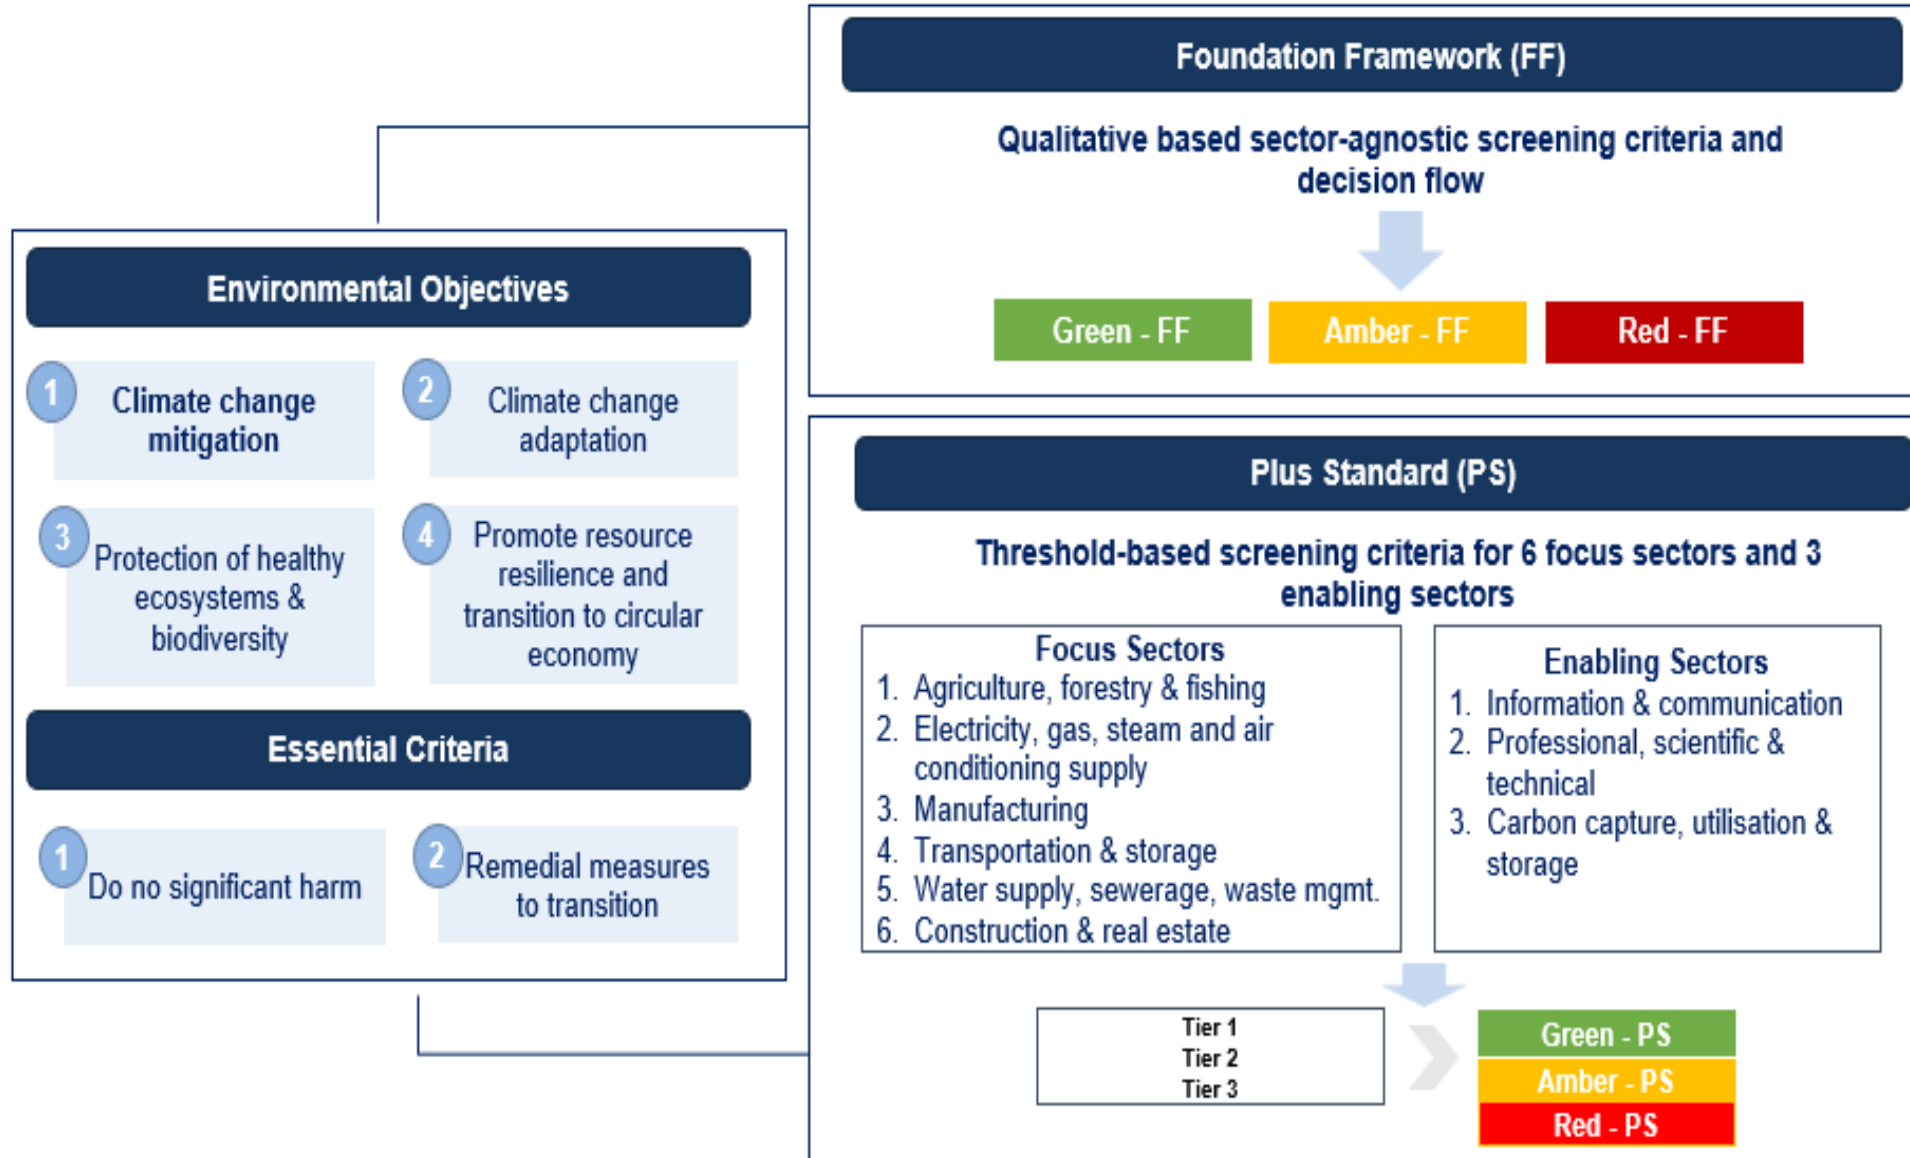 Foundation Framework (FF)
Qualitative based sector-agnostic screening criteria and
decision flow
Green - FF
Amber - FF
Red - FF
Environmental Objectives
1
Climate change
mitigation
2
Climate change
adaptation
3
Protection of healthy
ecosystems &
biodiversity
4
Promote resource
resilience and
transition to circular
economy
Essential Criteria
1
Do no significant harm
2
Remedial measures
to transition
Plus Standard (PS)
Threshold-based screening criteria for 6 focus sectors and 3
enabling sectors
Focus Sectors
1. Agriculture, forestry & fishing
2. Electricity, gas, steam and air
conditioning supply
3. Manufacturing
4. Transportation & storage
5. Water supply, sewerage, waste mgmt.
6. Construction & real estate
Enabling Sectors
1. Information & communication
2. Professional, scientific &
technical
3. Carbon capture, utilisation &
storage
Tier 1
Tier 2
Tier 3
Green - PS
Amber - PS
Red - PS